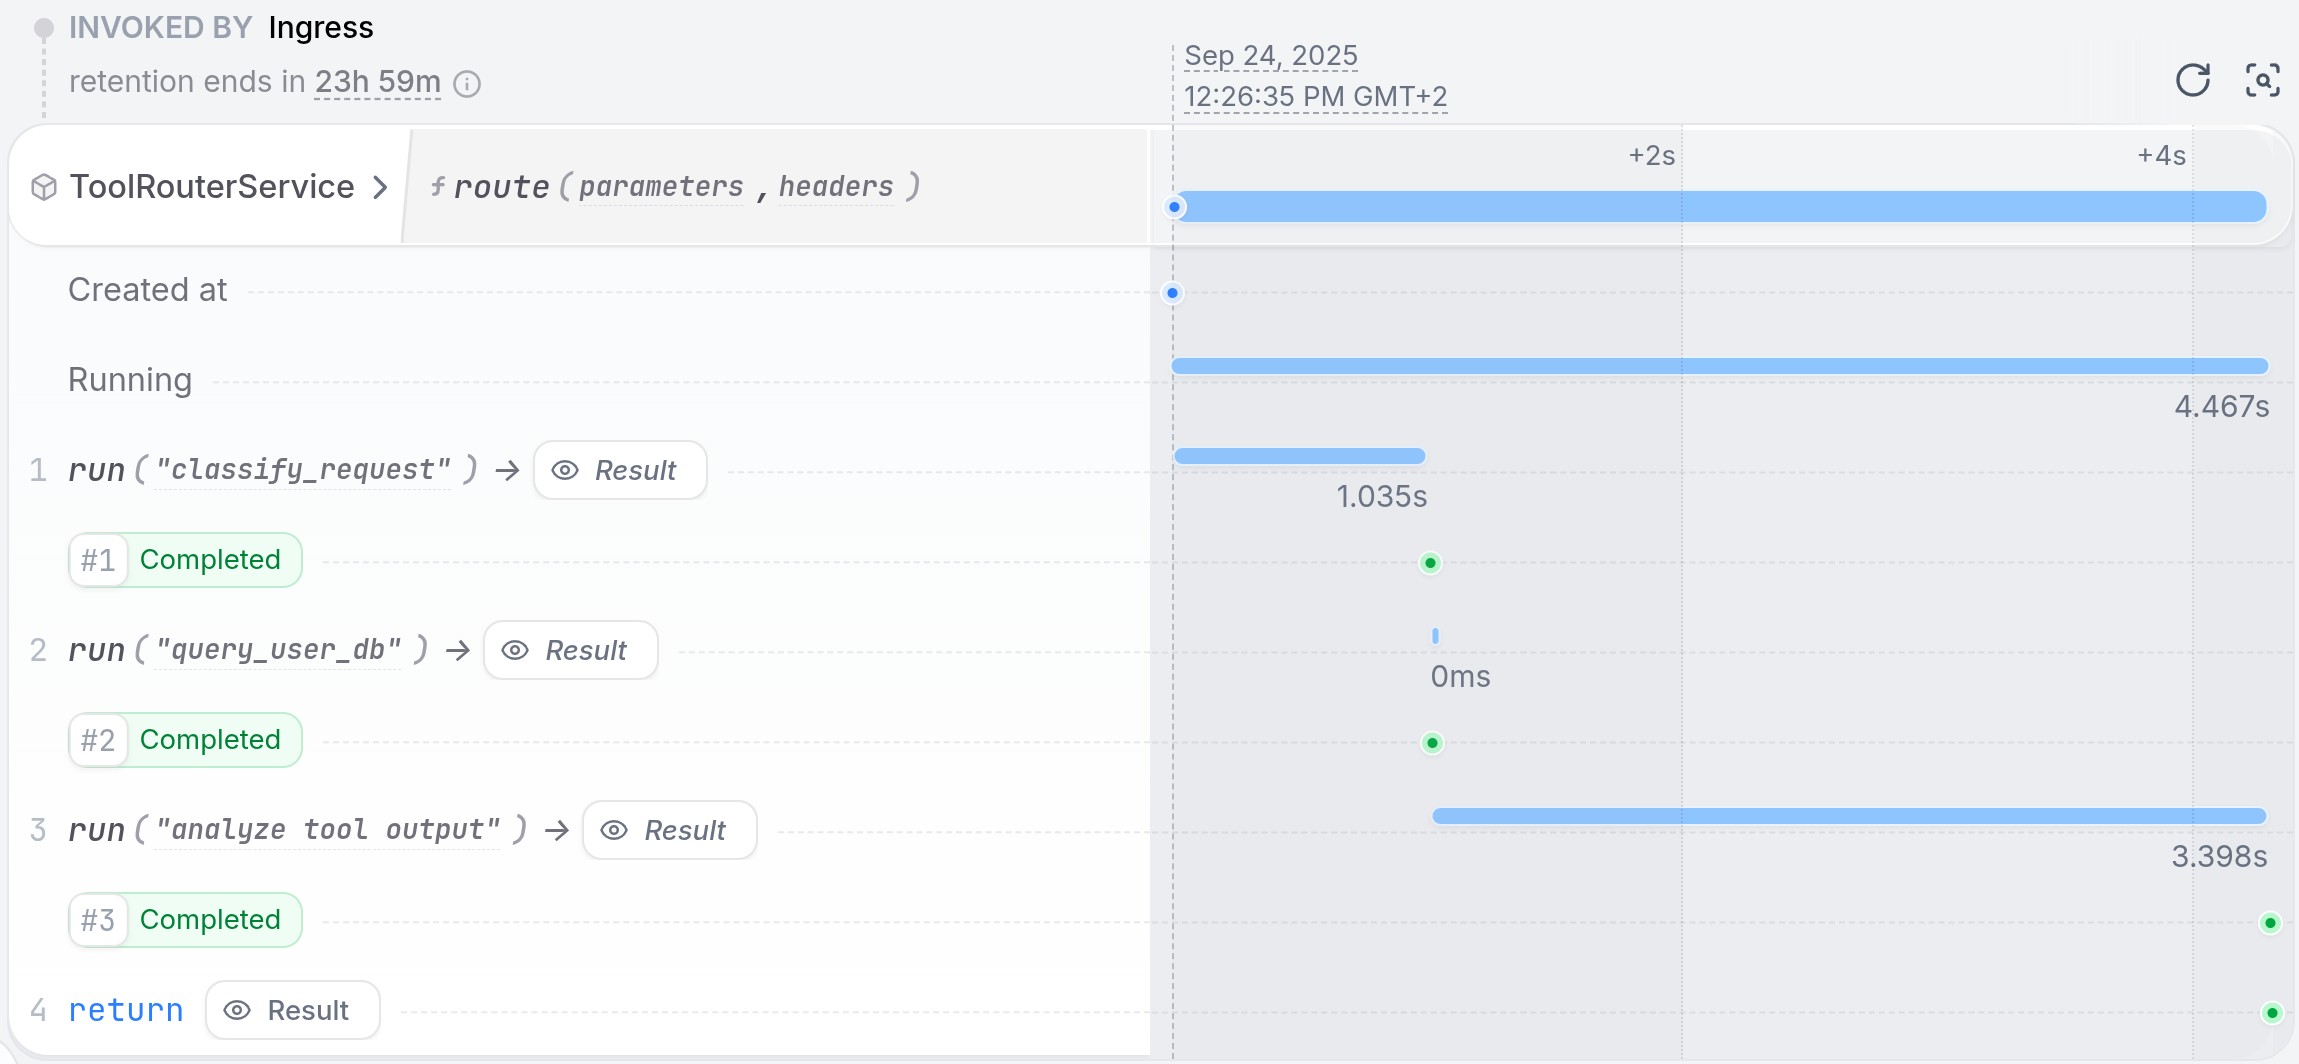 INVOKED BY Ingress
retention ends in 23h 59m
Sep 24, 2025
12:26:35 PM GMT+2
+2s
+4s
ToolRouterService
ƒ route(parameters,headers)
Created at
Running
4.467s
1 run("classify_request") → Result
1.035s
#1 Completed
2 run("query_user_db") → Result
0ms
#2 Completed
3 run("analyze tool output") → Result
3.398s
#3 Completed
4 return Result